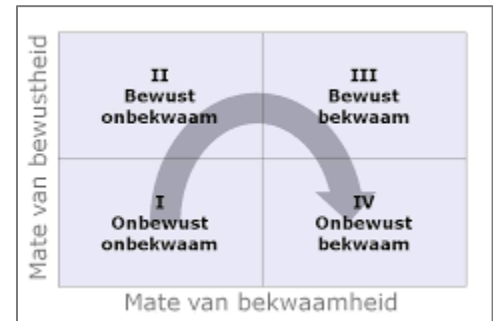 Mate van bewustheid
II
Bewust
onbekwaam
III
Bewust
bekwaam
I
Onbewust
onbekwaam
IV
Onbewust
bekwaam
Mate van bekwaamheid